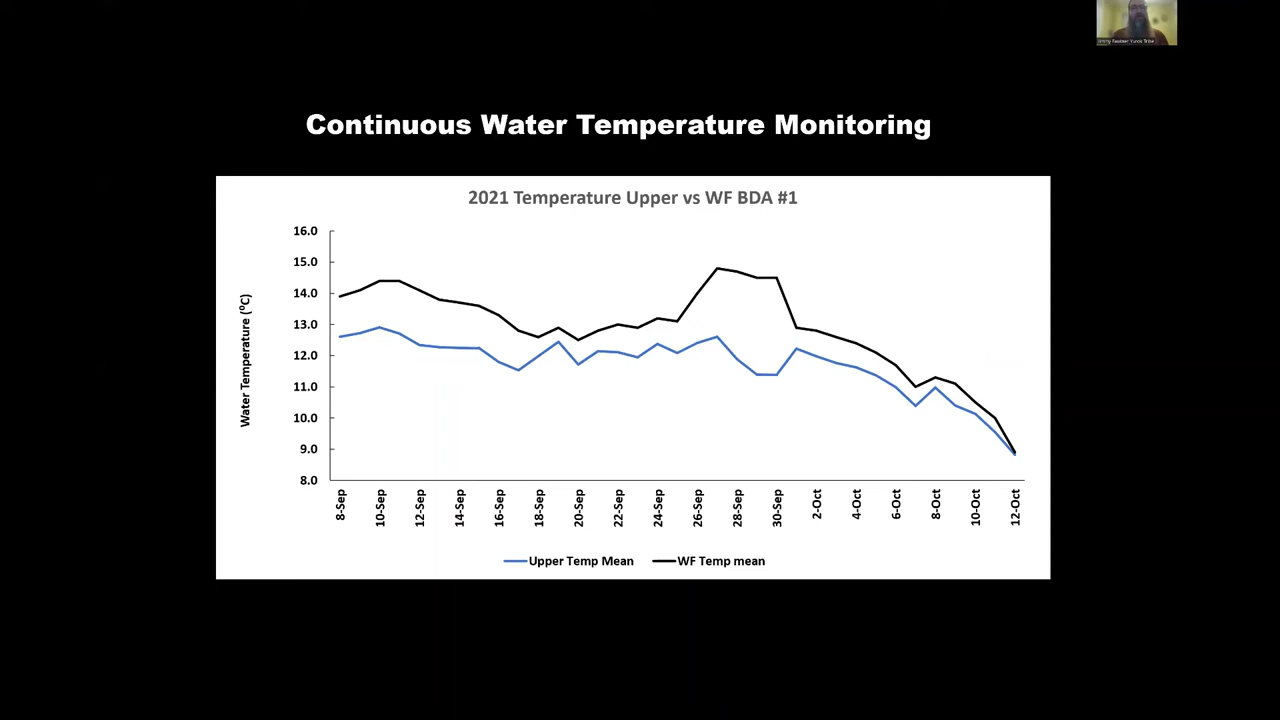 Continuous Water Temperature Monitoring
2021 Temperature Upper vs WF BDA #1
Water Temperature (⁰C)
16.0
15.0
14.0
13.0
12.0
11.0
10.0
9.0
8.0
8-Sep
10-Sep
12-Sep
14-Sep
16-Sep
18-Sep
20-Sep
22-Sep
24-Sep
26-Sep
28-Sep
30-Sep
2-Oct
4-Oct
6-Oct
8-Oct
10-Oct
12-Oct
Upper Temp Mean
WF Temp mean